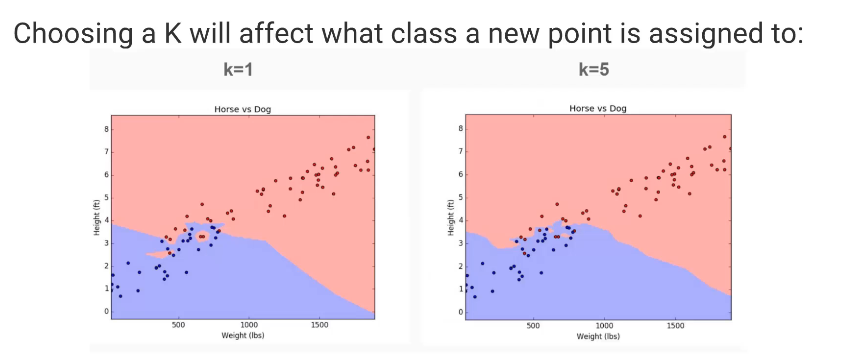 Choosing a K will affect what class a new point is assigned to:
k=1
k=5
Horse vs Dog
8
7
6
5
4
3
2
1
0
Height (ft)
500
1000
1500
Weight (lbs)
Horse vs Dog
8
7
6
5
4
3
2
1
0
Height (ft)
500
1000
1500
Weight (lbs)